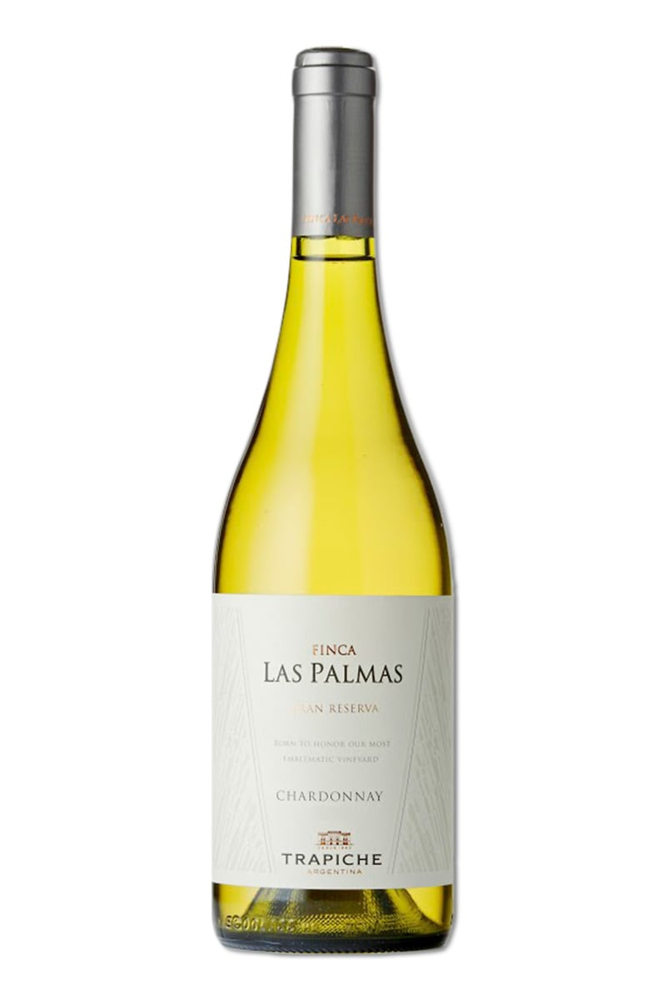 FINCA
LAS PALMAS
GRAN RESERVA
BORN TO HONOR OUR MOST
EMBLEMATIC VINEYARD
CHARDONNAY
TRAPICHE
ARGENTINA